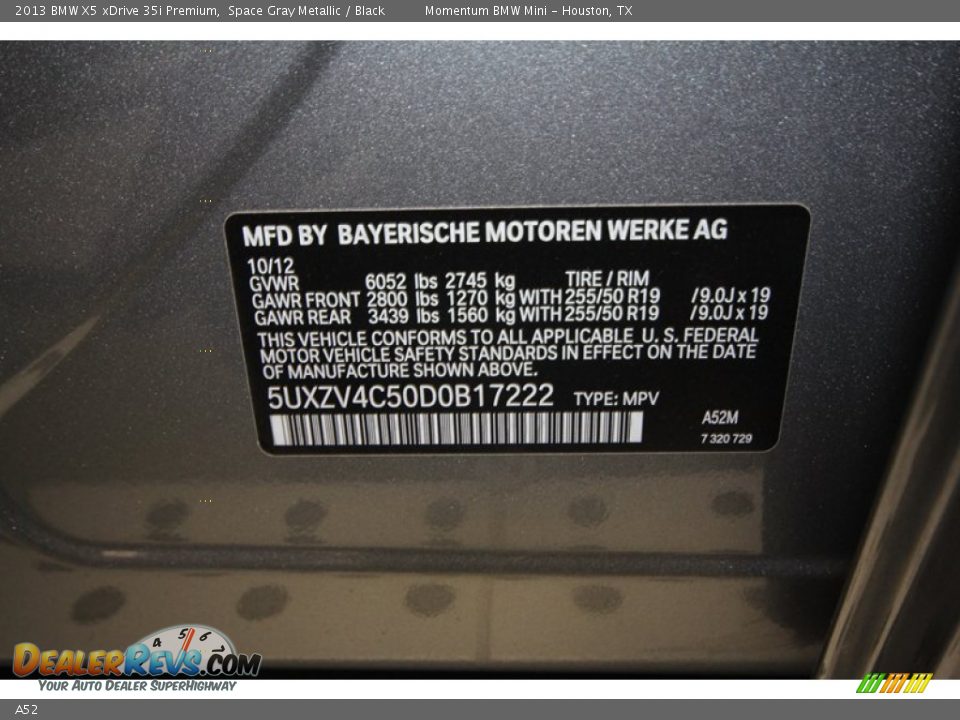 2013 BMW X5 xDrive 35i Premium,  Space Gray Metallic / Black          Momentum BMW Mini - Houston, TX
MFD BY BAYERISCHE MOTOREN WERKE AG
10/12
GVWR 6052 lbs 2745 kg TIRE / RIM
GAWR FRONT 2800 lbs 1270 kg WITH 255/50 R19 /9.0J x 19
GAWR REAR 3439 lbs 1560 kg WITH 255/50 R19 /9.0J x 19
THIS VEHICLE CONFORMS TO ALL APPLICABLE U. S. FEDERAL
MOTOR VEHICLE SAFETY STANDARDS IN EFFECT ON THE DATE
OF MANUFACTURE SHOWN ABOVE.
5UXZV4C50D0B17222 TYPE: MPV
A52M
7 320 729
4 5 6 7
DEALERREVS.COM
YOUR AUTO DEALER SUPERHIGHWAY
A52